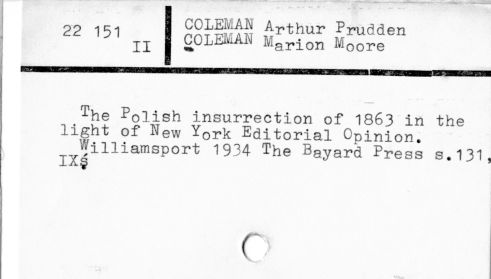 22 151
II
COLEMAN Arthur Prudden
COLEMAN Marion Moore
The Polish insurrection of 1863 in the
light of New York Editorial Opinion.
Williamsport 1934 The Bayard Press s.131,
IXs